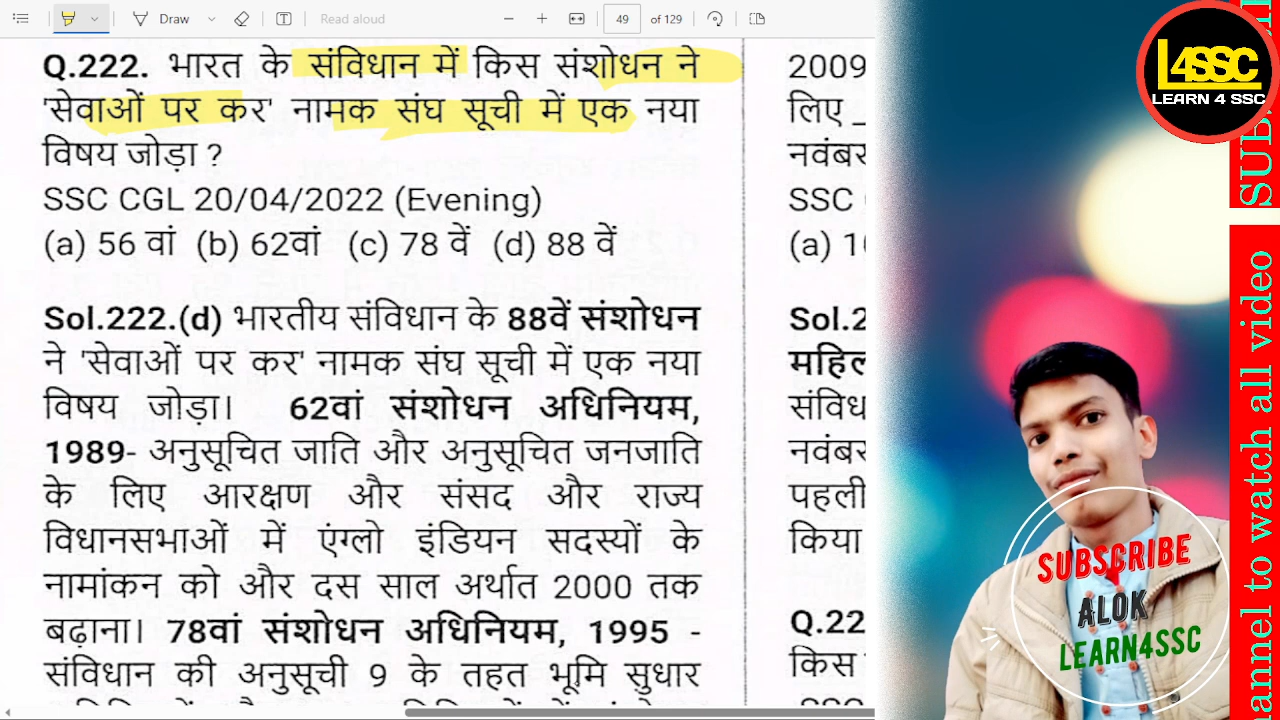 Draw
Read aloud
49
of 129
Q.222. भारत के संविधान में किस संशोधन ने
'सेवाओं पर कर' नामक संघ सूची में एक नया
विषय जोड़ा ?
SSC CGL 20/04/2022 (Evening)
(a) 56 वां (b) 62वां (c) 78 वें (d) 88 वें
Sol.222.(d) भारतीय संविधान के 88वें संशोधन
ने 'सेवाओं पर कर' नामक संघ सूची में एक नया
विषय जोड़ा। 62वां संशोधन अधिनियम,
1989- अनुसूचित जाति और अनुसूचित जनजाति
के लिए आरक्षण और संसद और राज्य
विधानसभाओं में एंग्लो इंडियन सदस्यों के
नामांकन को और दस साल अर्थात 2000 तक
बढ़ाना। 78वां संशोधन अधिनियम, 1995 -
संविधान की अनुसूची 9 के तहत भूमि सुधार
2009
लिए _
नवंबर
SSC
(a) 1
Sol.2
महिल
संविध
नवंबर
पहली
किया
Q.22
किस
L4SSC
LEARN 4 SSC
SUBSCRIBE
ALOK
LEARN4SSC
SUB
annel to watch all video